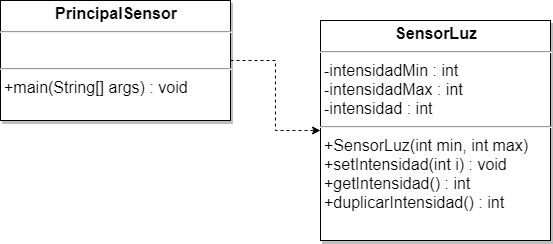 PrincipalSensor
+main(String[] args) : void
SensorLuz
-intensidadMin : int
-intensidadMax : int
-intensidad : int
+SensorLuz(int min, int max)
+setIntensidad(int i) : void
+getIntensidad() : int
+duplicarIntensidad() : int